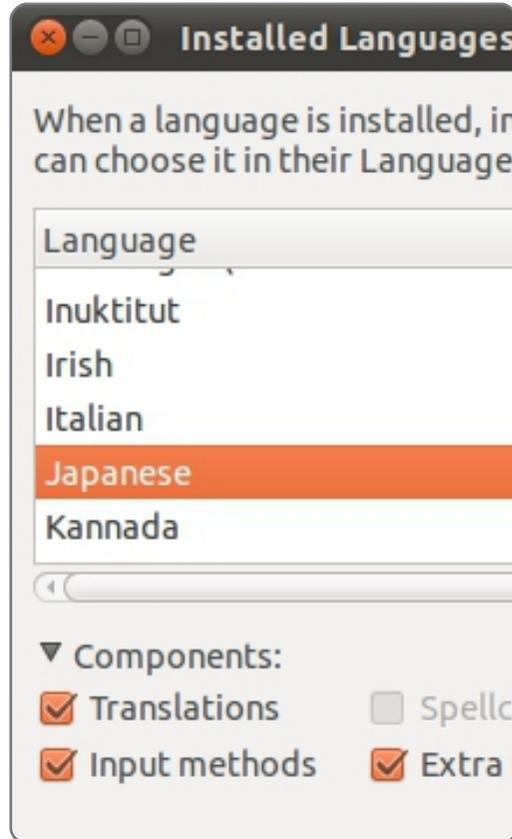 Installed Languages
When a language is installed, in
can choose it in their Language
Language
Inuktitut
Irish
Italian
Japanese
Kannada
Components:
Translations
Input methods
Extra